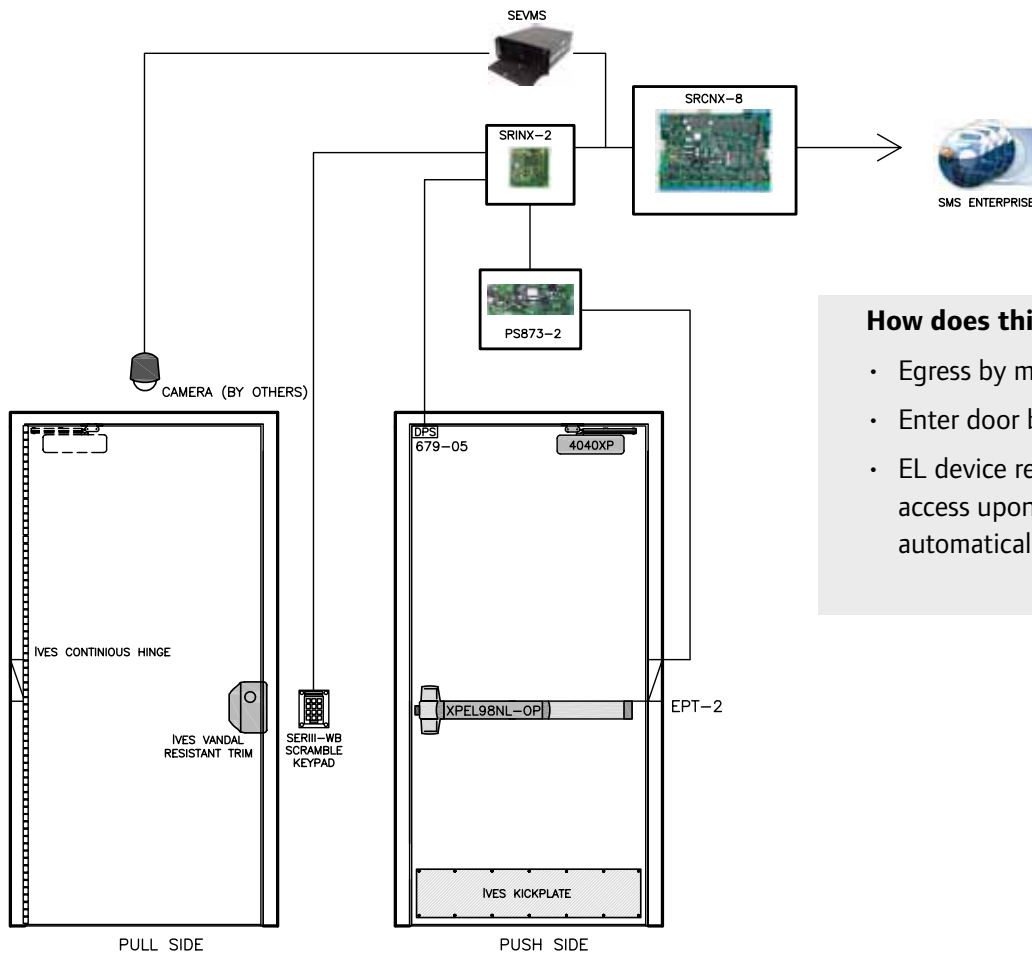 SEVMS
SRCNX-8
SRINX-2
SMS ENTERPRISE
PS873-2
CAMERA (BY OTHERS)
How does thi
• Egress by m
• Enter door b
• EL device re
access upon
automatical
DPS
679-05
4040XP
IVES CONTINIOUS HINGE
IVES VANDAL
RESISTANT TRIM
SERIII-WB
SCRAMBLE
KEYPAD
XPEL98NL-OP
EPT-2
IVES KICKPLATE
PULL SIDE
PUSH SIDE